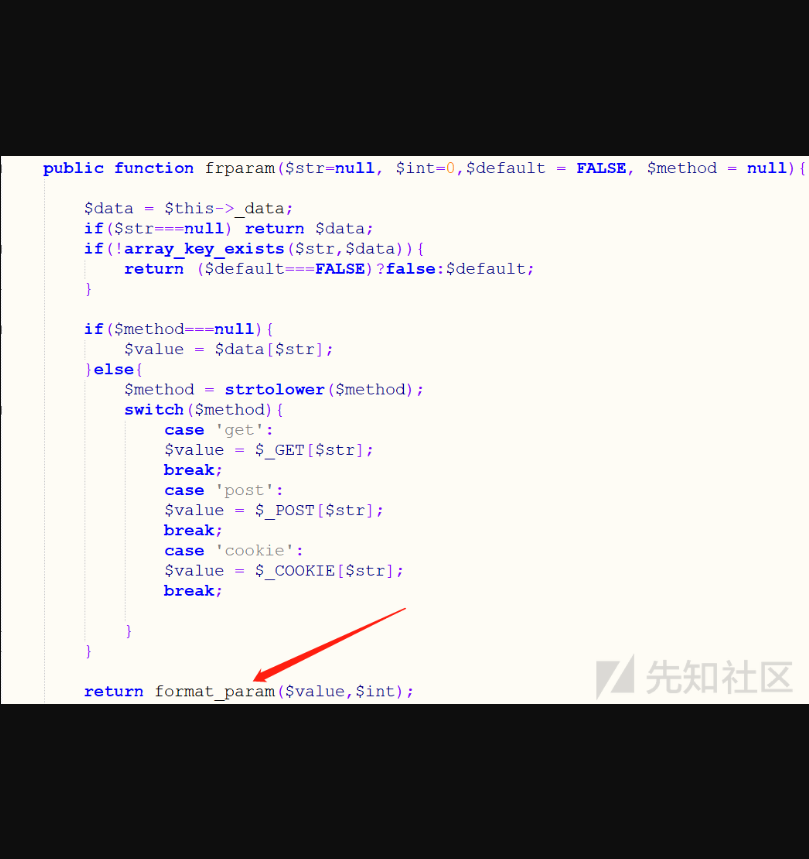 public function frparam($str=null, $int=0,$default = FALSE, $method = null){
$data = $this->_data;
if($str===null) return $data;
if(!array_key_exists($str,$data)){
return ($default===FALSE)?false:$default;
}
if($method===null){
$value = $data[$str];
}else{
$method = strtolower($method);
switch($method){
case 'get':
$value = $_GET[$str];
break;
case 'post':
$value = $_POST[$str];
break;
case 'cookie':
$value = $_COOKIE[$str];
break;
}
}
return format_param($value,$int);
先知社区